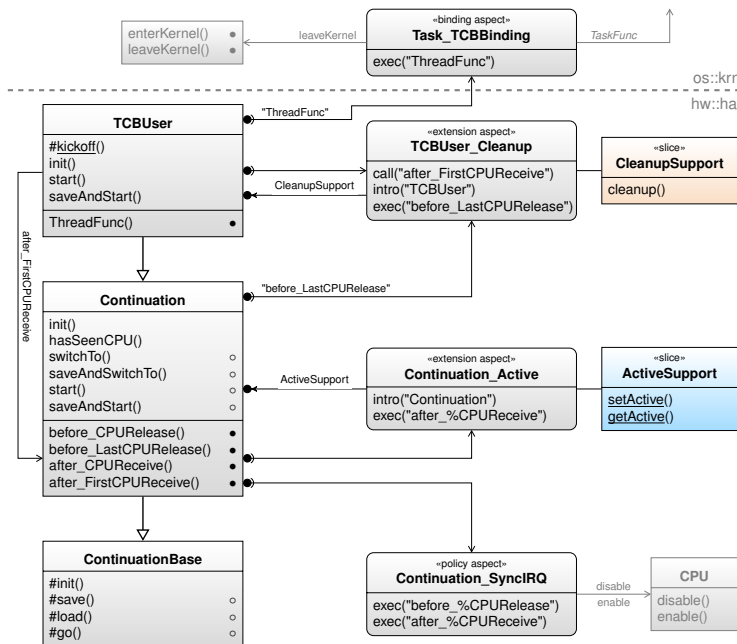 «binding aspect»
Task_TCBBinding
exec("ThreadFunc")
enterKernel()
leaveKernel()
leaveKernel
TaskFunc
os::krn
hw::ha
"ThreadFunc"
TCBUser
#kickoff()
init()
start()
saveAndStart()
ThreadFunc()
«extension aspect»
TCBUser_Cleanup
call("after_FirstCPUReceive")
intro("TCBUser")
exec("before_LastCPURelease")
CleanupSupport
«slice»
CleanupSupport
cleanup()
after_FirstCPUReceive
"before_LastCPURelease"
Continuation
init()
hasSeenCPU()
switchTo()
saveAndSwitchTo()
start()
saveAndStart()
before_CPURelease()
before_LastCPURelease()
after_CPUReceive()
after_FirstCPUReceive()
ActiveSupport
«extension aspect»
Continuation_Active
intro("Continuation")
exec("after_%CPUReceive")
«slice»
ActiveSupport
setActive()
getActive()
ContinuationBase
#init()
#save()
#load()
#go()
«policy aspect»
Continuation_SyncIRQ
exec("before_%CPURelease")
exec("after_%CPUReceive")
disable
enable
CPU
disable()
enable()